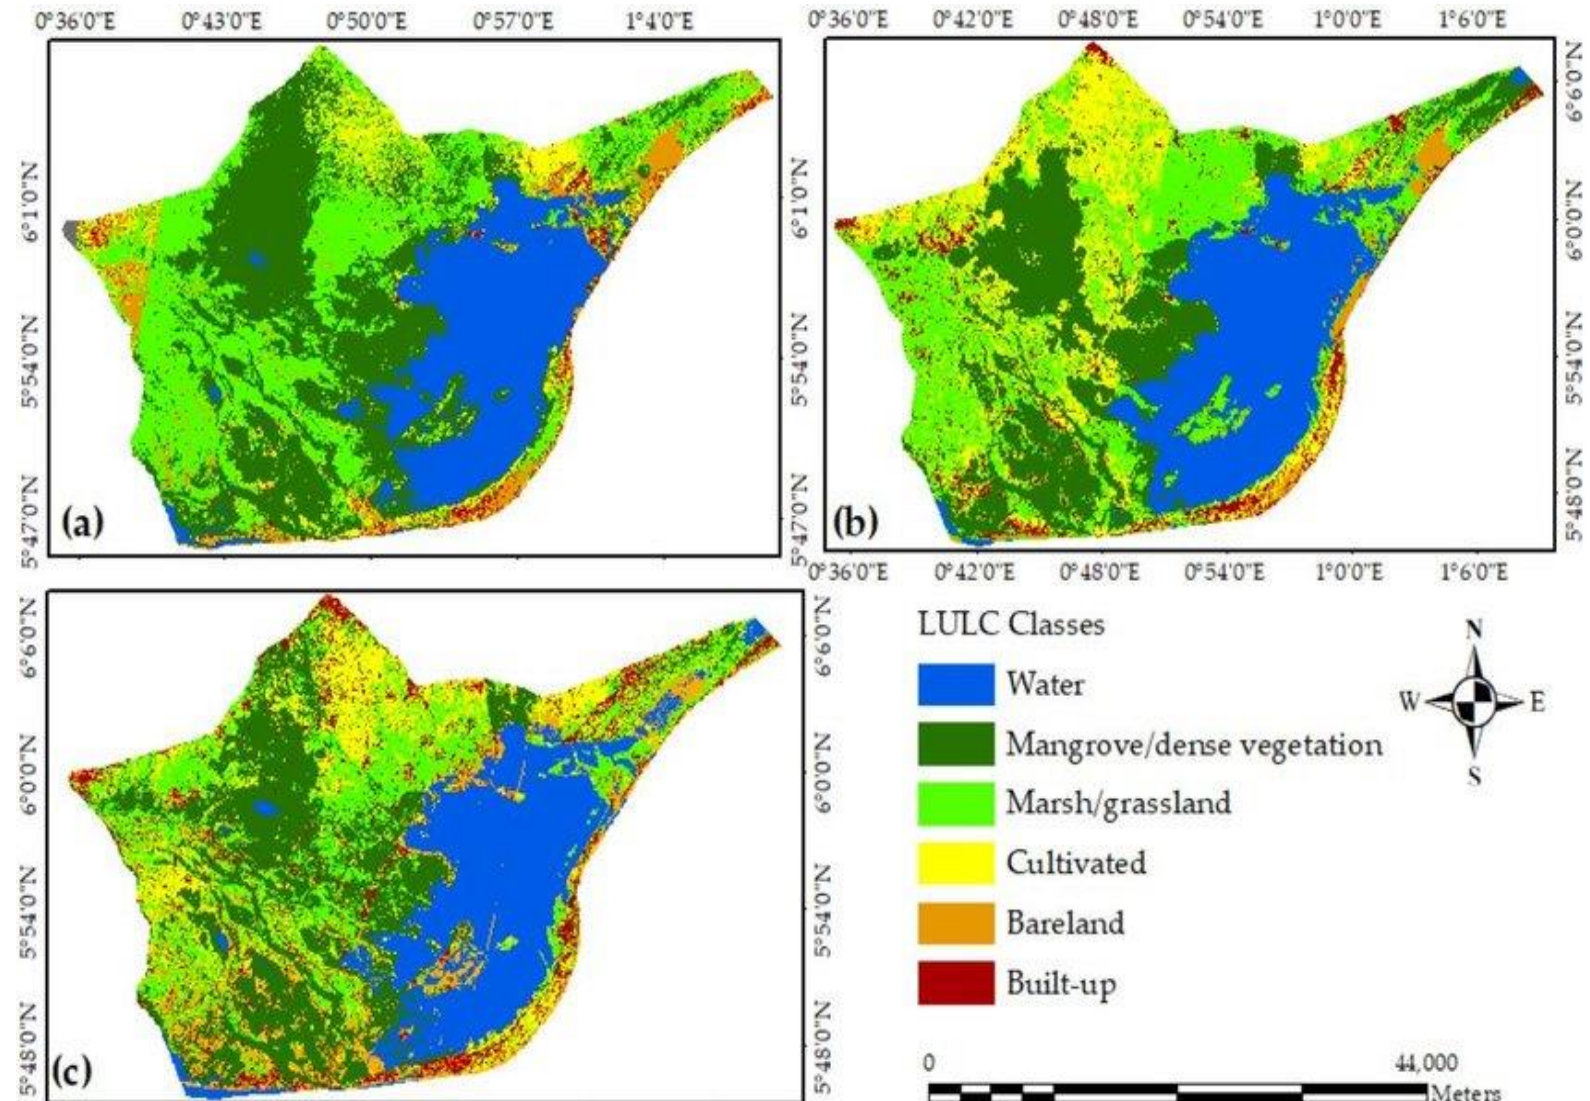 0°36'0"E 0°43'0"E 0°50'0"E 0°57'0"E 1°4'0"E
0°36'0"E 0°42'0"E 0°48'0"E 0°54'0"E 1°0'0"E 1°6'0"E
6°1'0"N
5°54'0"N
5°47'0"N
(a)
6°1'0"N
5°54'0"N
5°47'0"N
(b)
6°6'0"N
6°0'0"N
5°54'0"N
5°48'0"N
0°36'0"E 0°42'0"E 0°48'0"E 0°54'0"E 1°0'0"E 1°6'0"E
6°6'0"N
6°0'0"N
5°54'0"N
5°48'0"N
(c)
6°6'0"N
6°0'0"N
5°54'0"N
5°48'0"N
LULC Classes
Water
Mangrove/dense vegetation
Marsh/grassland
Cultivated
Bareland
Built-up
N
W E
S
0 44,000
Meters